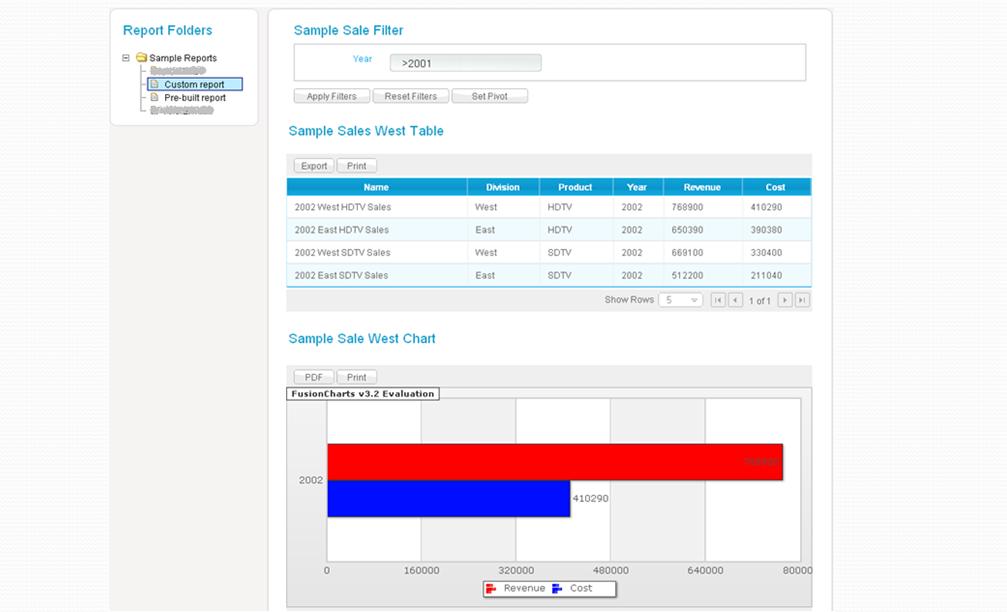 Report Folders
Sample Reports
Custom report
Pre-built report
Sample Sale Filter
Year >2001
Apply Filters Reset Filters Set Pivot
Sample Sales West Table
Export Print
Name Division Product Year Revenue Cost
2002 West HDTV Sales West HDTV 2002 768900 410290
2002 East HDTV Sales East HDTV 2002 650390 390380
2002 West SDTV Sales West SDTV 2002 669100 330400
2002 East SDTV Sales East SDTV 2002 512200 211040
Show Rows 5 1 of 1
Sample Sale West Chart
PDF Print
FusionCharts v3.2 Evaluation
2002
410290
0 160000 320000 480000 640000 80000
Revenue Cost